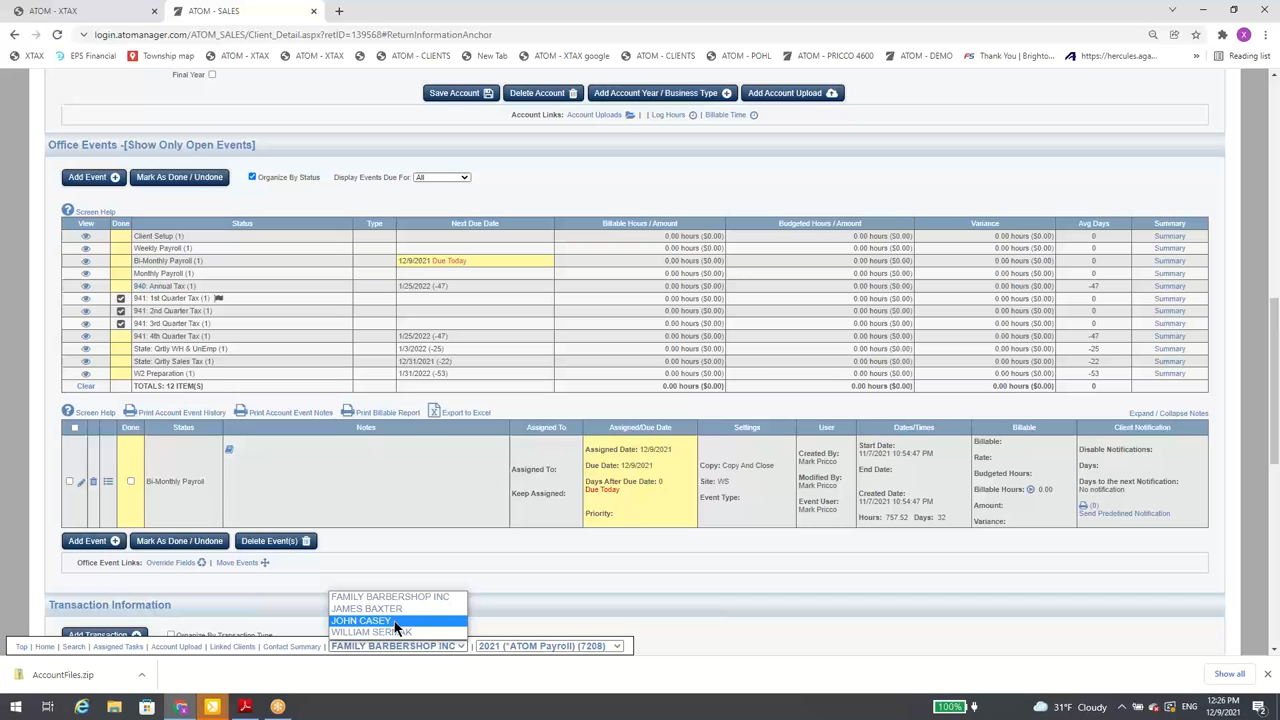 ATOM - XTAX
ATOM - SALES
login.atomanager.com/ATOM_SALES/Client_Detail.aspx?retID=139568#ReturnInformationAnchor
XTAX
EPS Financial
Township map
ATOM - XTAX
ATOM - XTAX
ATOM - XTAX google
ATOM - CLIENTS
New Tab
ATOM - CLIENTS
ATOM - POHL
ATOM - PRICCO 4600
ATOM - DEMO
Thank You | Brighto...
https://hercules.aga...
Reading list
Final Year
Save Account
Delete Account
Add Account Year / Business Type
Add Account Upload
Account Links: Account Uploads | | Log Hours | Billable Time
Office Events -[Show Only Open Events]
Add Event
Mark As Done / Undone
Organize By Status
Display Events Due For: All
Screen Help
View Done Status Type Next Due Date Billable Hours / Amount Budgeted Hours / Amount Variance Avg Days Summary
Client Setup (1) 0.00 hours ($0.00) 0.00 hours ($0.00) 0.00 hours ($0.00) 0 Summary
Weekly Payroll (1) 0.00 hours ($0.00) 0.00 hours ($0.00) 0.00 hours ($0.00) 0 Summary
Bi-Monthly Payroll (1) 12/9/2021 Due Today 0.00 hours ($0.00) 0.00 hours ($0.00) 0.00 hours ($0.00) 0 Summary
Monthly Payroll (1) 0.00 hours ($0.00) 0.00 hours ($0.00) 0.00 hours ($0.00) 0 Summary
940: Annual Tax (1) 1/25/2022 (-47) 0.00 hours ($0.00) 0.00 hours ($0.00) 0.00 hours ($0.00) -47 Summary
941: 1st Quarter Tax (1) 0.00 hours ($0.00) 0.00 hours ($0.00) 0.00 hours ($0.00) 0 Summary
941: 2nd Quarter Tax (1) 0.00 hours ($0.00) 0.00 hours ($0.00) 0.00 hours ($0.00) 0 Summary
941: 3rd Quarter Tax (1) 0.00 hours ($0.00) 0.00 hours ($0.00) 0.00 hours ($0.00) 0 Summary
941: 4th Quarter Tax (1) 1/25/2022 (-47) 0.00 hours ($0.00) 0.00 hours ($0.00) 0.00 hours ($0.00) -47 Summary
State: Qrtly WH & UnEmp (1) 1/3/2022 (-25) 0.00 hours ($0.00) 0.00 hours ($0.00) 0.00 hours ($0.00) -25 Summary
State: Qrtly Sales Tax (1) 12/31/2021 (-22) 0.00 hours ($0.00) 0.00 hours ($0.00) 0.00 hours ($0.00) -22 Summary
W2 Preparation (1) 1/31/2022 (-53) 0.00 hours ($0.00) 0.00 hours ($0.00) 0.00 hours ($0.00) -53 Summary
Clear TOTALS: 12 ITEM(S) 0.00 hours ($0.00) 0.00 hours ($0.00) 0.00 hours ($0.00) 0
Screen Help Print Account Event History Print Account Event Notes Print Billable Report Export to Excel Expand / Collapse Notes
Done Status Notes Assigned To Assigned/Due Date Settings User Dates/Times Billable Client Notification
Bi-Monthly Payroll
Assigned To:
Keep Assigned:
Assigned Date: 12/9/2021
Due Date: 12/9/2021
Days After Due Date: 0
Due Today
Priority:
Copy: Copy And Close
Site: WS
Event Type:
Created By:
Mark Pricco
Modified By:
Mark Pricco
Event User:
Mark Pricco
Start Date:
11/7/2021 10:54:47 PM
End Date:
Created Date:
11/7/2021 10:54:47 PM
Hours: 757.52 Days: 32
Billable:
Rate:
Budgeted Hours:
Billable Hours: 0.00
Amount:
Variance:
Disable Notifications:
Days:
Days to the next Notification:
No notification
(0)
Send Predefined Notification
Add Event
Mark As Done / Undone
Delete Event(s)
Office Event Links: Override Fields | Move Events
Transaction Information
FAMILY BARBERSHOP INC
JAMES BAXTER
JOHN CASEY
WILLIAM
Add Transaction
Organize By Transaction Type
Top | Home | Search | Assigned Tasks | Account Upload | Linked Clients | Contact Summary | FAMILY BARBERSHOP INC | 2021 (*ATOM Payroll) (7208)
AccountFiles.zip
Show all
100%
31°F Cloudy
12:26 PM
12/9/2021
2